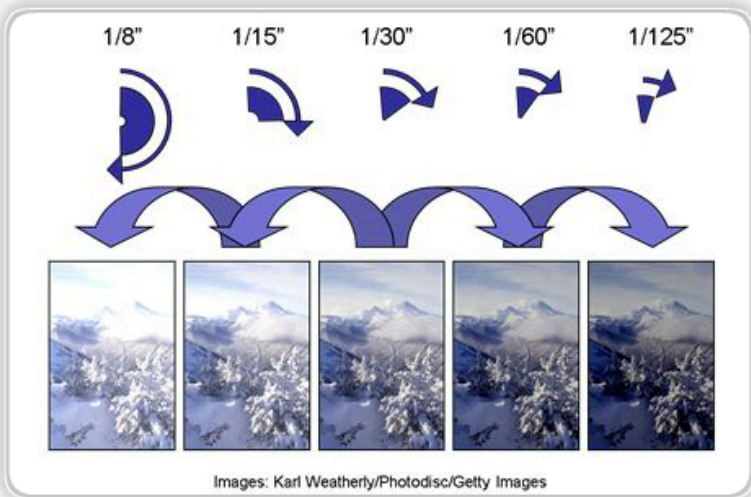 1/8" 1/15" 1/30" 1/60" 1/125"
Images: Karl Weatherly/Photodisc/Getty Images